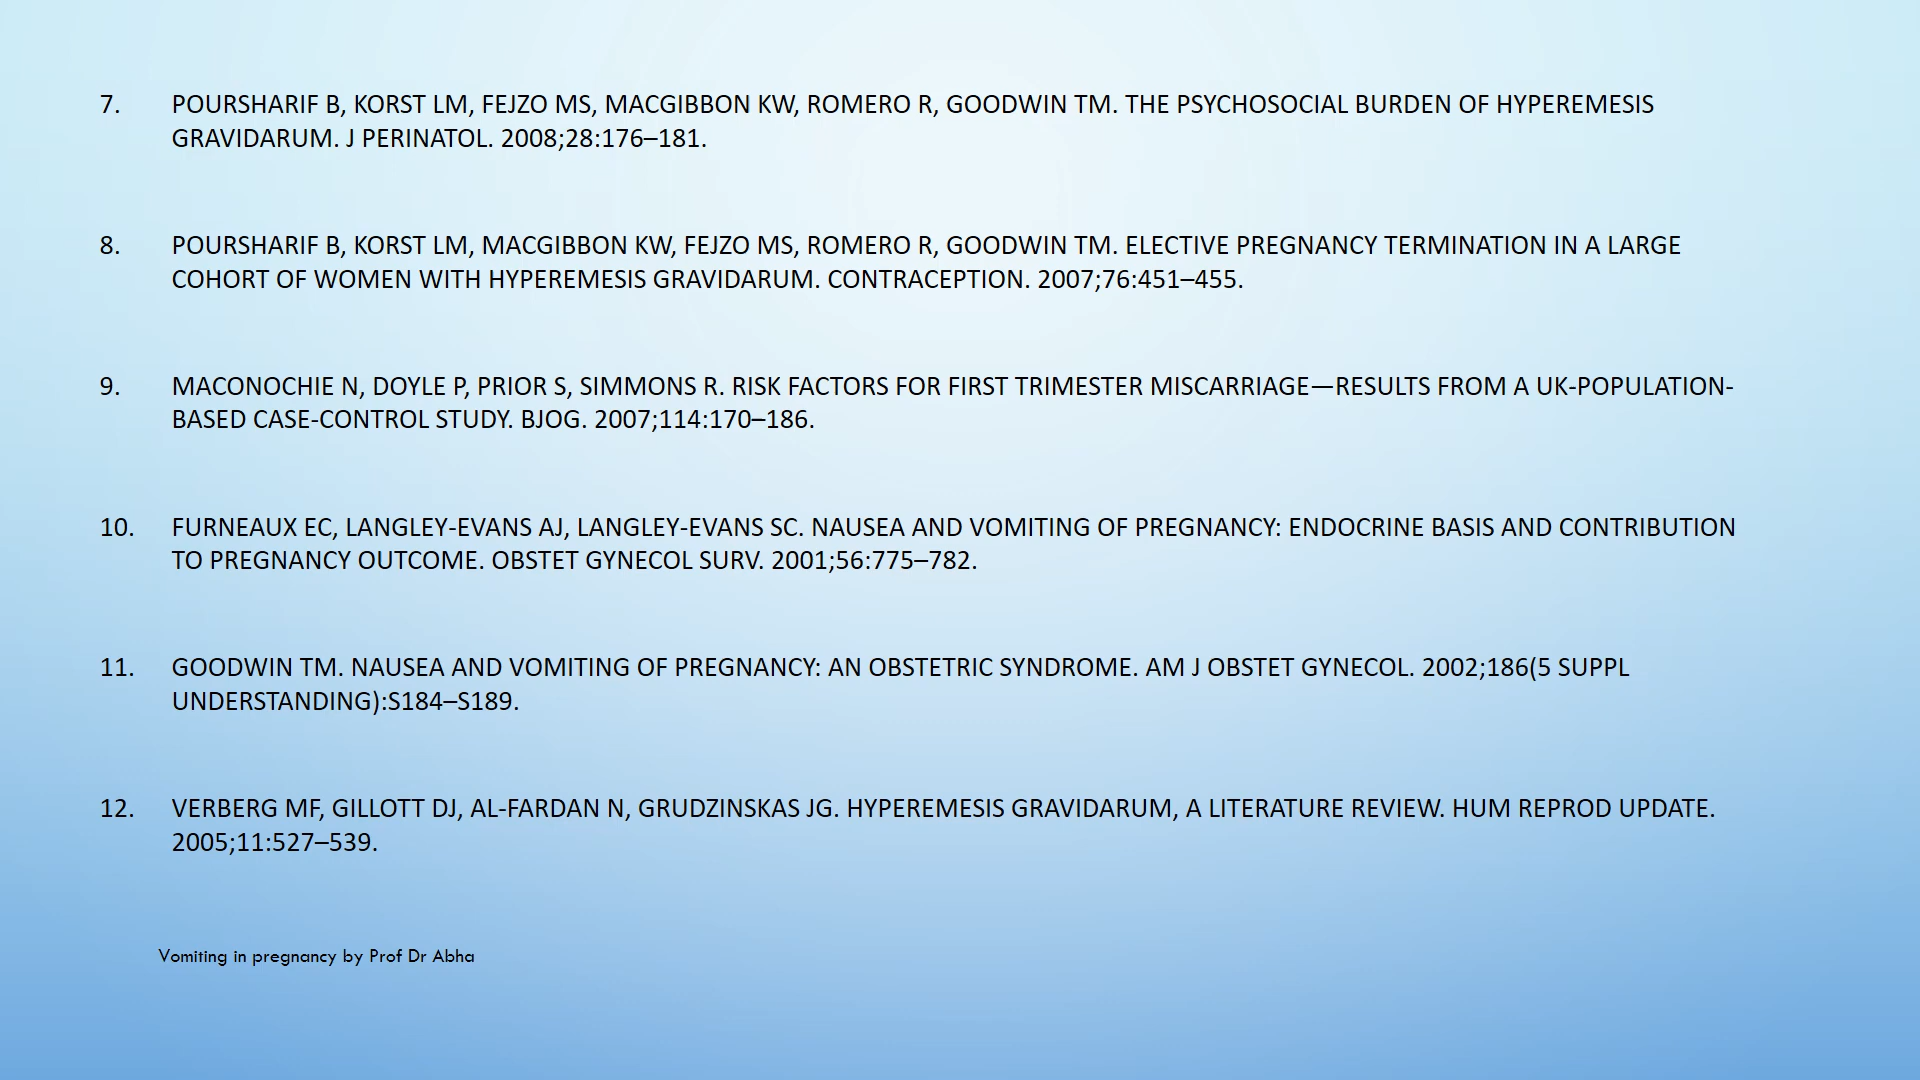 7. POURSHARIF B, KORST LM, FEJZO MS, MACGIBBON KW, ROMERO R, GOODWIN TM. THE PSYCHOSOCIAL BURDEN OF HYPEREMESIS
GRAVIDARUM. J PERINATOL. 2008;28:176–181.
8. POURSHARIF B, KORST LM, MACGIBBON KW, FEJZO MS, ROMERO R, GOODWIN TM. ELECTIVE PREGNANCY TERMINATION IN A LARGE
COHORT OF WOMEN WITH HYPEREMESIS GRAVIDARUM. CONTRACEPTION. 2007;76:451–455.
9. MACONOCHIE N, DOYLE P, PRIOR S, SIMMONS R. RISK FACTORS FOR FIRST TRIMESTER MISCARRIAGE—RESULTS FROM A UK-POPULATION-
BASED CASE-CONTROL STUDY. BJOG. 2007;114:170–186.
10. FURNEAUX EC, LANGLEY-EVANS AJ, LANGLEY-EVANS SC. NAUSEA AND VOMITING OF PREGNANCY: ENDOCRINE BASIS AND CONTRIBUTION
TO PREGNANCY OUTCOME. OBSTET GYNECOL SURV. 2001;56:775–782.
11. GOODWIN TM. NAUSEA AND VOMITING OF PREGNANCY: AN OBSTETRIC SYNDROME. AM J OBSTET GYNECOL. 2002;186(5 SUPPL
UNDERSTANDING):S184–S189.
12. VERBERG MF, GILLOTT DJ, AL-FARDAN N, GRUDZINSKAS JG. HYPEREMESIS GRAVIDARUM, A LITERATURE REVIEW. HUM REPROD UPDATE.
2005;11:527–539.
Vomiting in pregnancy by Prof Dr Abha